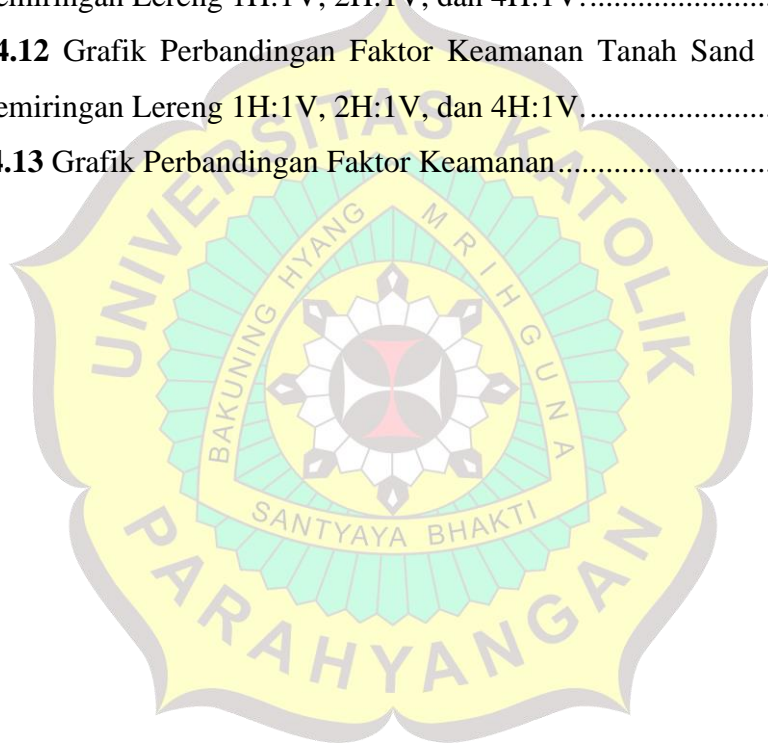 emiringan Lereng 1H:1V, 2H:1V, dan 4H:1V.......................
4.12 Grafik Perbandingan Faktor Keamanan Tanah Sand
emiringan Lereng 1H:1V, 2H:1V, dan 4H:1V.......................
4.13 Grafik Perbandingan Faktor Keamanan...........................
UNIVERSITAS KATOLIK
BAKUNING HYANG MRIH GUNA
SANTYAYA BHAKTI
PARAHYANGAN